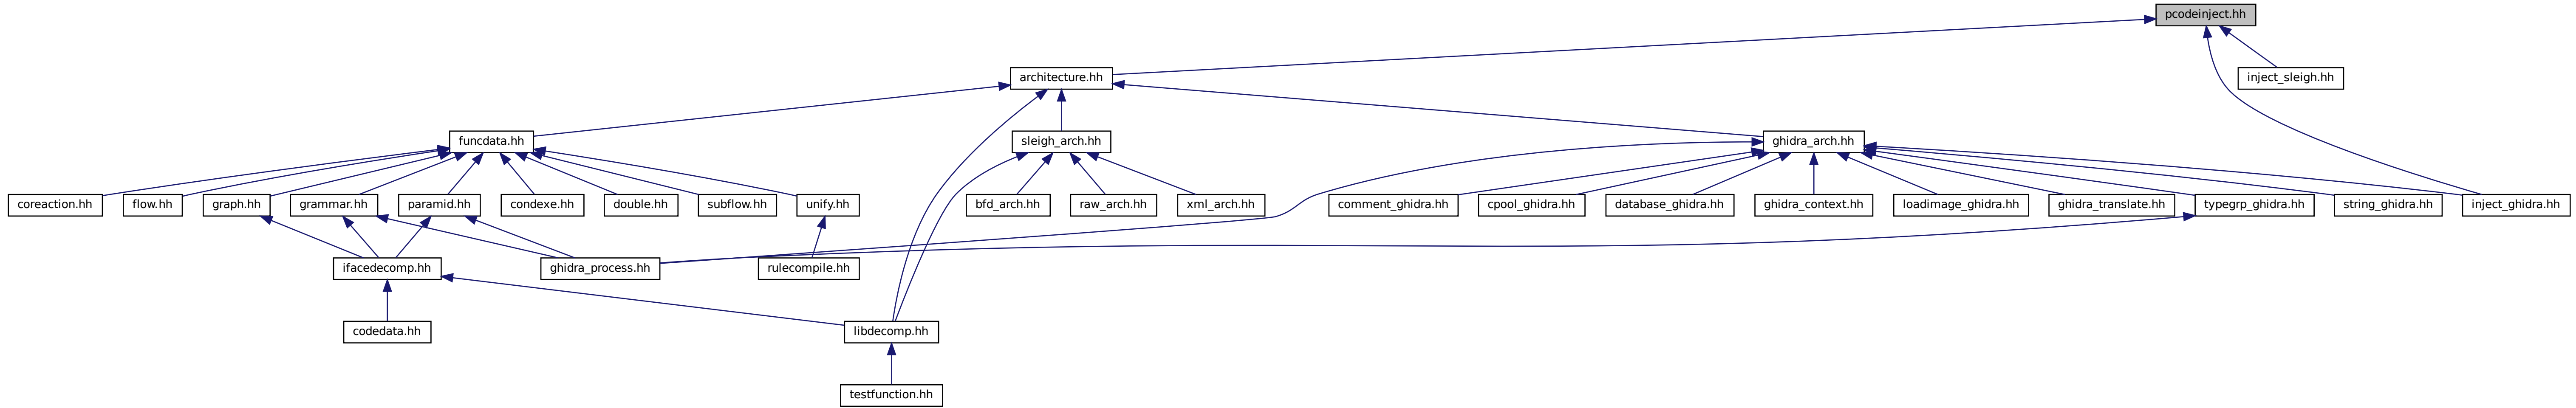 pcodeinject.hh
architecture.hh
inject_sleigh.hh
funcdata.hh
sleigh_arch.hh
ghidra_arch.hh
coreaction.hh
flow.hh
graph.hh
grammar.hh
paramid.hh
condexe.hh
double.hh
subflow.hh
unify.hh
bfd_arch.hh
raw_arch.hh
xml_arch.hh
comment_ghidra.hh
cpool_ghidra.hh
database_ghidra.hh
ghidra_context.hh
loadimage_ghidra.hh
ghidra_translate.hh
typegrp_ghidra.hh
string_ghidra.hh
inject_ghidra.hh
ifacedecomp.hh
ghidra_process.hh
rulecompile.hh
codedata.hh
libdecomp.hh
testfunction.hh